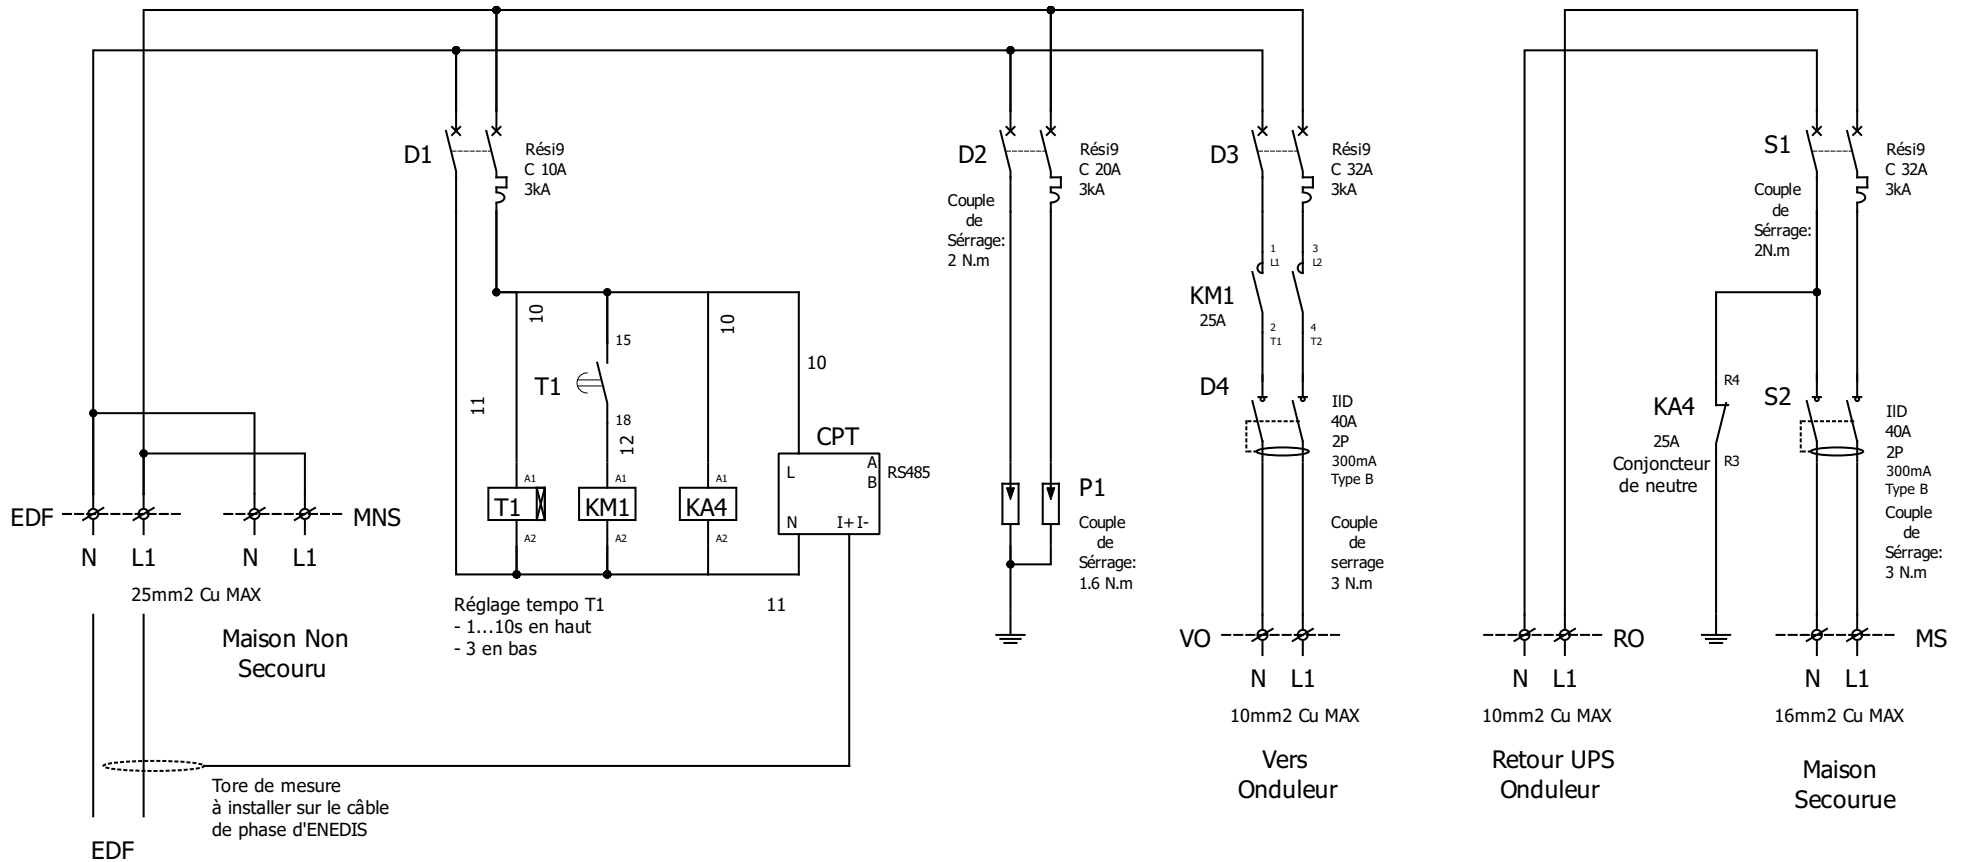 D1
Rési9
C 10A
3kA
D2
Rési9
C 20A
3kA
Couple
de
Sérrage:
2 N.m
D3
Rési9
C 32A
3kA
S1
Rési9
C 32A
3kA
Couple
de
Sérrage:
2N.m
1
L1
3
L2
KM1
25A
2
T1
4
T2
10
15
10
10
T1
11
18
12
D4
IlD
40A
2P
300mA
Type B
R4
KA4
25A
Conjoncteur
de neutre
R3
S2
IlD
40A
2P
300mA
Type B
Couple
de
Sérrage:
3 N.m
CPT
L
A
B
RS485
N
I+ I-
A1
T1
A2
A1
KM1
A2
A1
KA4
A2
P1
Couple
de
Sérrage:
1.6 N.m
Couple
de
serrage
3 N.m
EDF
MNS
N
L1
N
L1
25mm2 Cu MAX
Maison Non
Secouru
Réglage tempo T1
- 1...10s en haut
- 3 en bas
11
VO
RO
MS
N
L1
N
L1
N
L1
10mm2 Cu MAX
10mm2 Cu MAX
16mm2 Cu MAX
Vers
Onduleur
Retour UPS
Onduleur
Maison
Secourue
Tore de mesure
à installer sur le câble
de phase d'ENEDIS
EDF